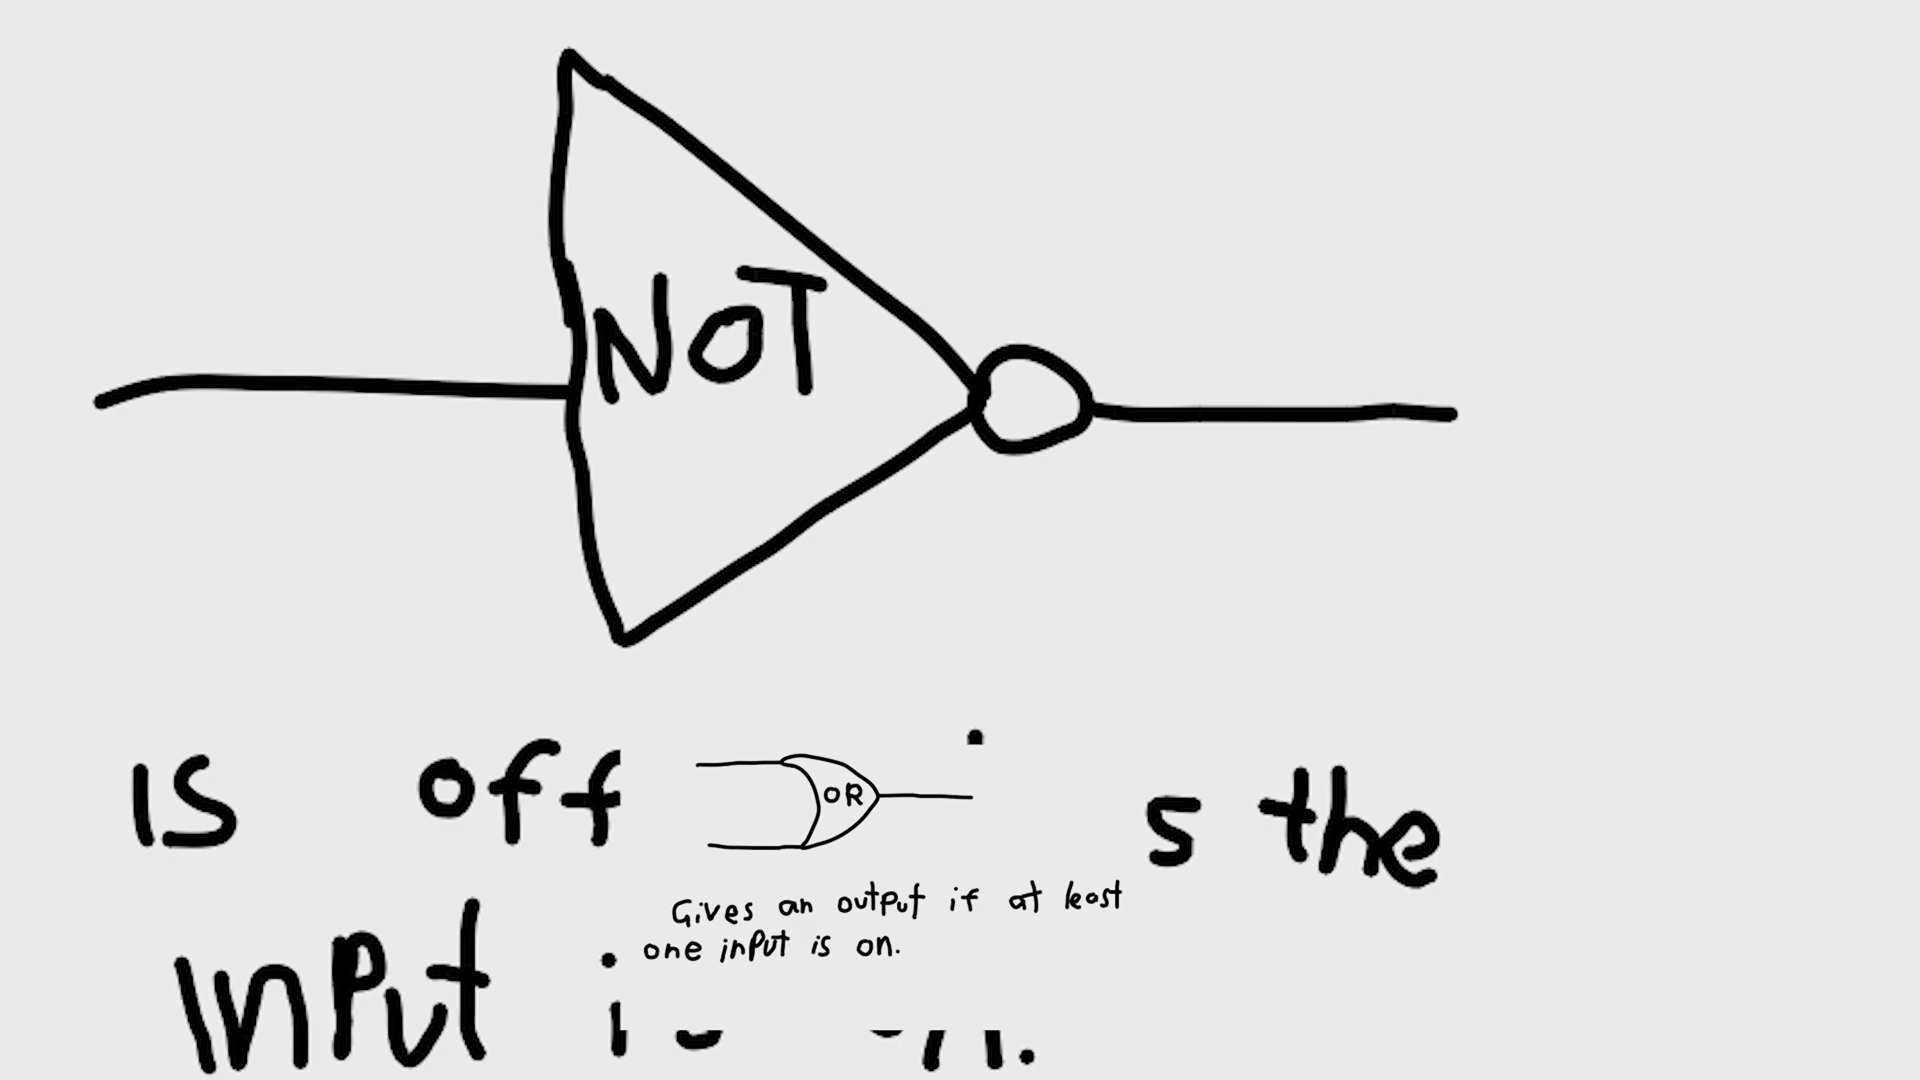 NOT
is off
s the
OR
Gives an output if at least
one input is on.
input